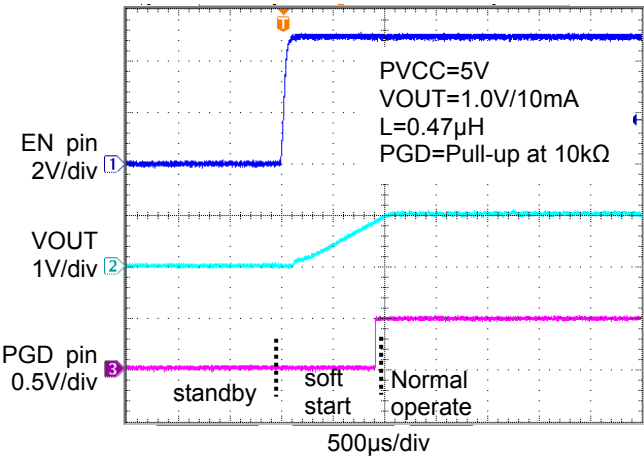 T
PVCC=5V
VOUT=1.0V/10mA
L=0.47μH
PGD=Pull-up at 10kΩ
EN pin
2V/div
1
VOUT
1V/div
2
PGD pin
0.5V/div
3
standby
soft
start
Normal
operate
500μs/div